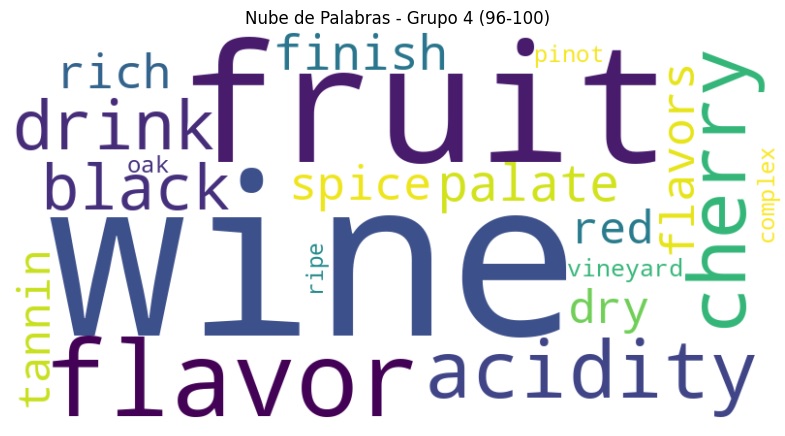 Nube de Palabras - Grupo 4 (96-100)
fruit
finish
pinot
rich
drink
oak
black
spice
palate
flavors
cherry
complex
wine
ripe
red
vineyard
dry
tannin
flavor
acidity